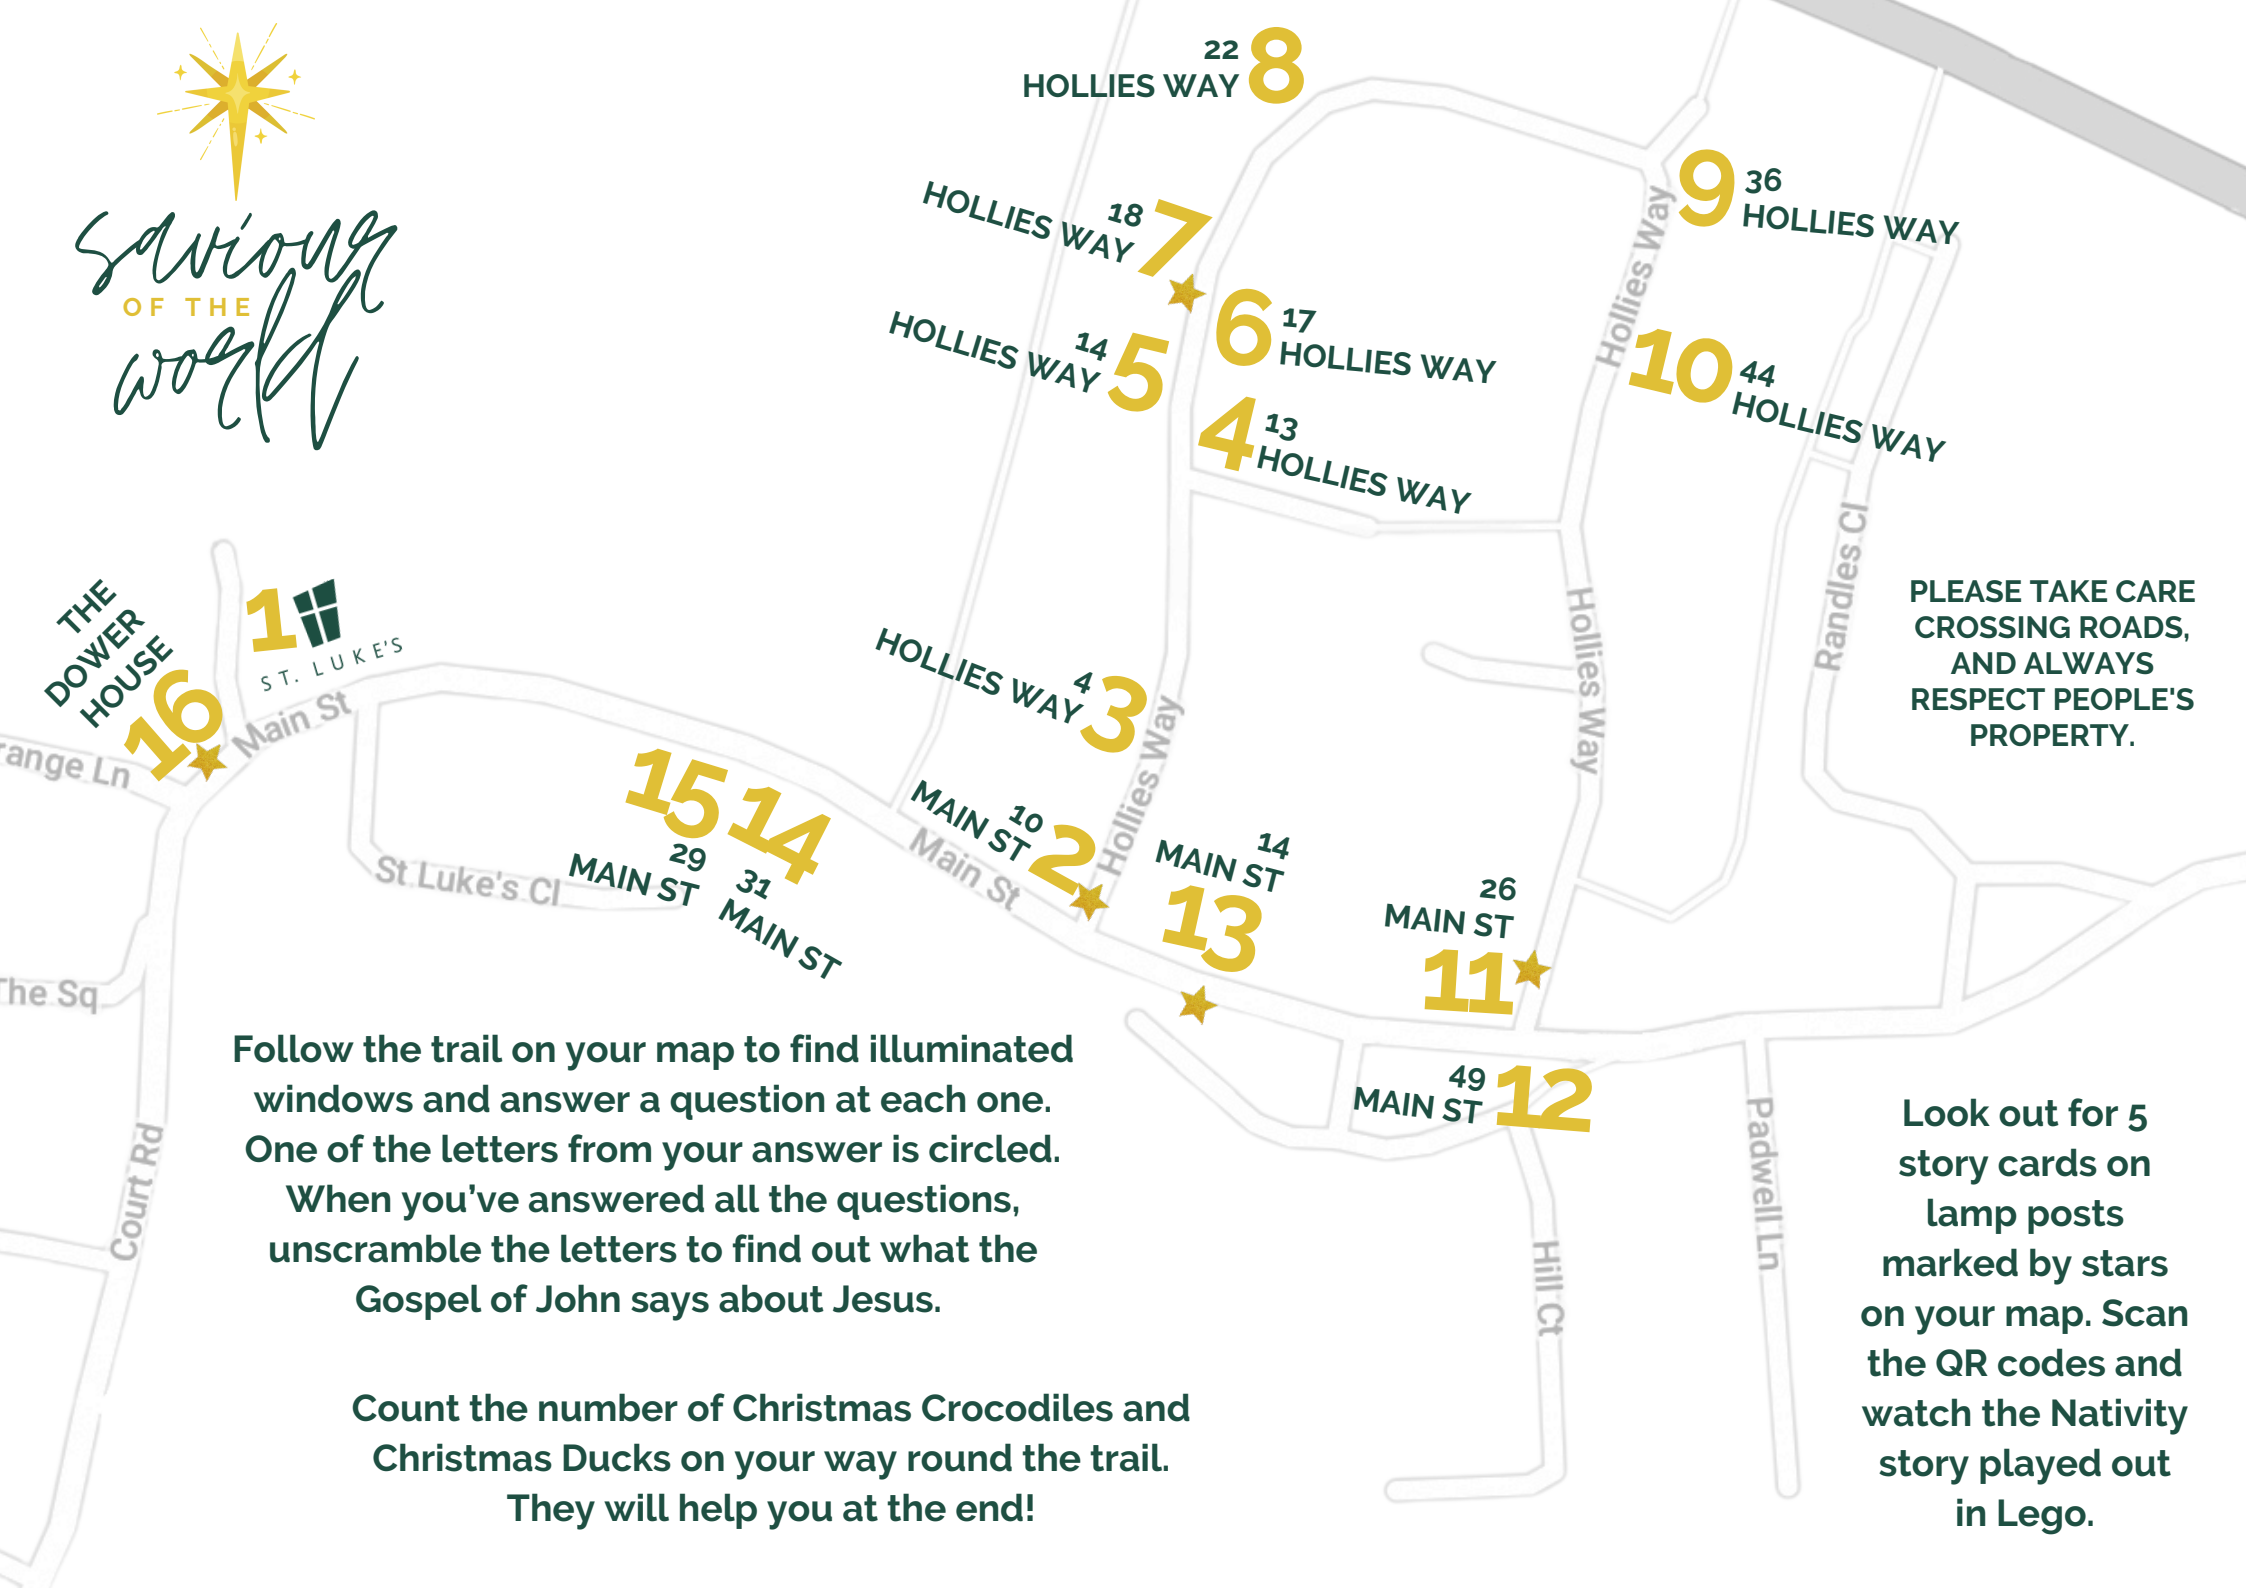 saviour
OF THE
world
22
HOLLIES WAY 8
18
HOLLIES WAY 7
9 36
HOLLIES WAY
6 17
HOLLIES WAY
14
HOLLIES WAY 5
4 13
HOLLIES WAY
10 44
HOLLIES WAY
Hollies Way
Hollies Way
Randles Cl
THE
DOWER
HOUSE
16
1
ST. LUKE'S
Main St
ange Ln
4
HOLLIES WAY 3
Hollies Way
PLEASE TAKE CARE
CROSSING ROADS,
AND ALWAYS
RESPECT PEOPLE'S
PROPERTY.
15
29
MAIN ST
14
31
MAIN ST
St Luke's Cl
10
MAIN ST 2
Main St
14
MAIN ST
13
26
MAIN ST
11
49
MAIN ST 12
The Sq
Court Rd
Hill Ct
Padwell Ln
Follow the trail on your map to find illuminated
windows and answer a question at each one.
One of the letters from your answer is circled.
When you’ve answered all the questions,
unscramble the letters to find out what the
Gospel of John says about Jesus.
Count the number of Christmas Crocodiles and
Christmas Ducks on your way round the trail.
They will help you at the end!
Look out for 5
story cards on
lamp posts
marked by stars
on your map. Scan
the QR codes and
watch the Nativity
story played out
in Lego.